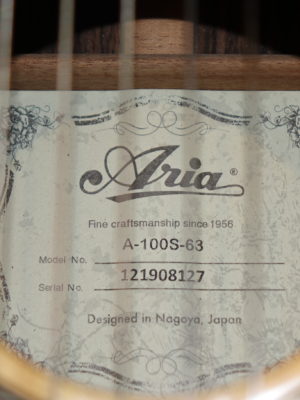 Aria®
Fine craftsmanship since 1956
A-100S-63
Model No.
121908127
Serial No.
Designed in Nagoya, Japan